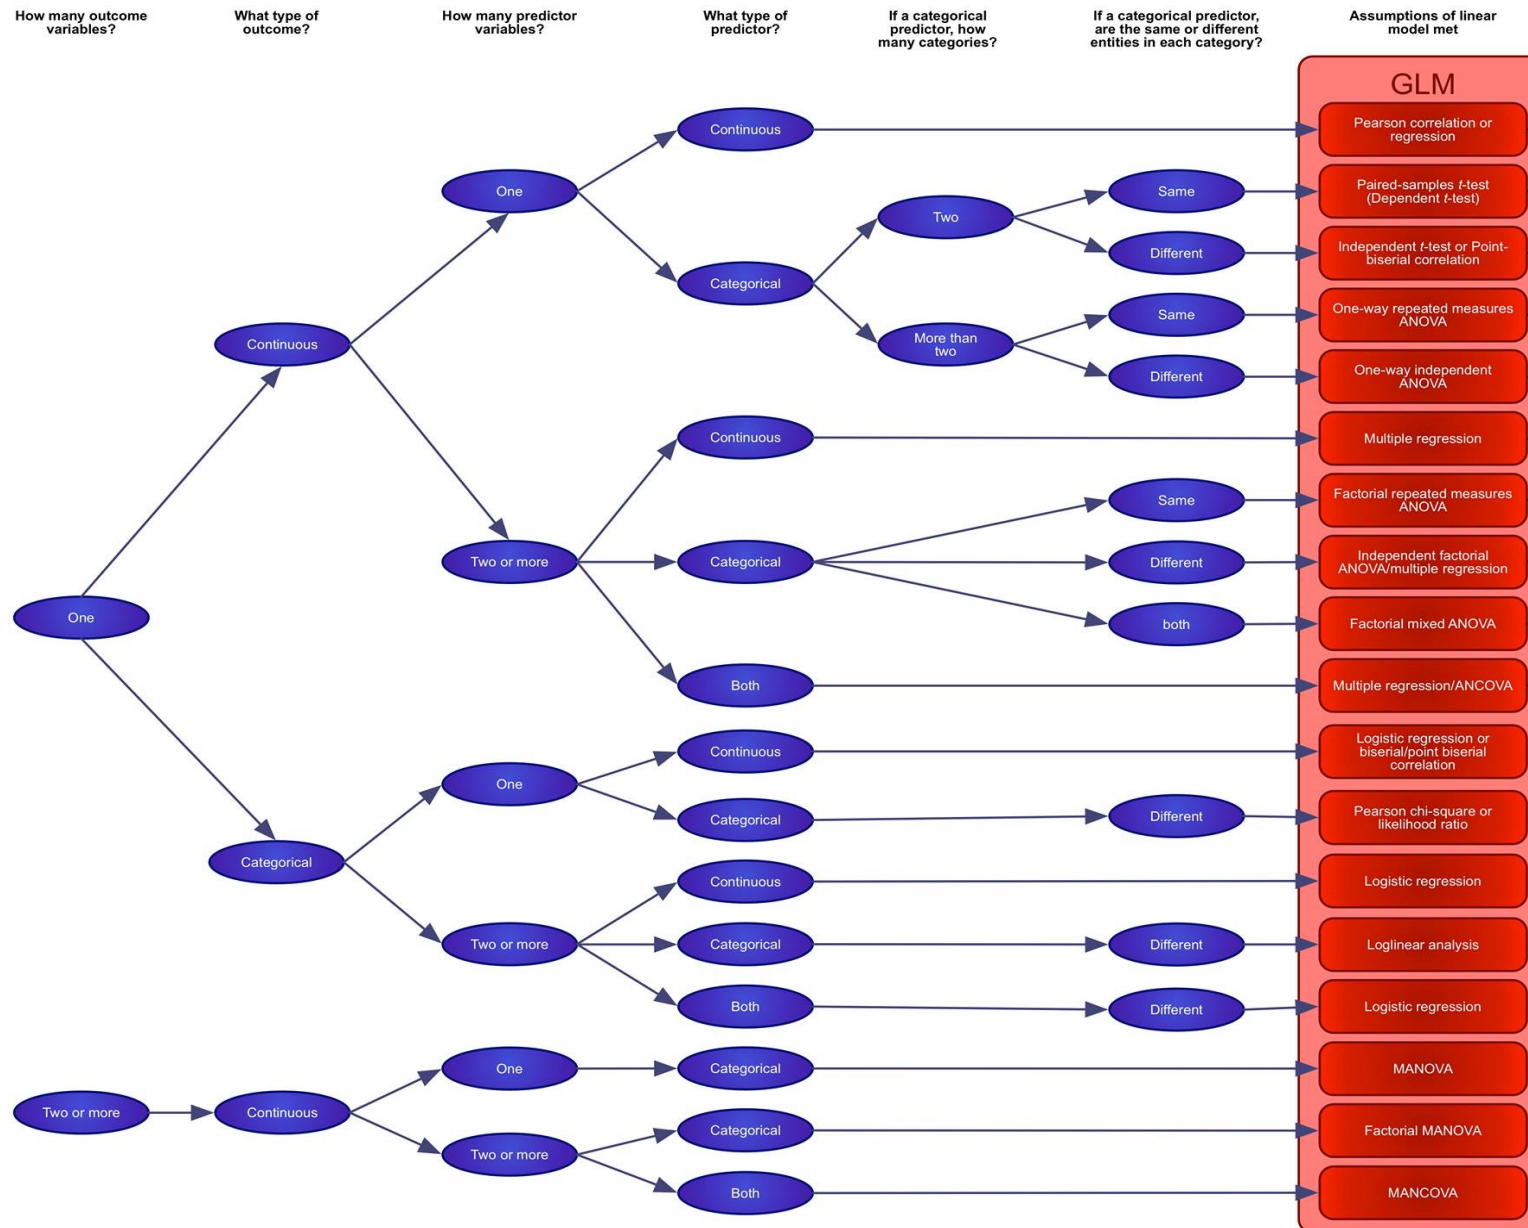 How many outcome
variables?
What type of
outcome?
How many predictor
variables?
What type of
predictor?
If a categorical
predictor, how
many categories?
If a categorical predictor,
are the same or different
entities in each category?
Assumptions of linear
model met
GLM
Continuous
Pearson correlation or
regression
One
Same
Paired-samples t-test
(Dependent t-test)
Two
Different
Independent t-test or Point-
biserial correlation
Categorical
Same
One-way repeated measures
ANOVA
Continuous
More than
two
Different
One-way independent
ANOVA
Continuous
Multiple regression
Same
Factorial repeated measures
ANOVA
Two or more
Categorical
Different
Independent factorial
ANOVA/multiple regression
One
both
Factorial mixed ANOVA
Both
Multiple regression/ANCOVA
Continuous
Logistic regression or
biserial/point biserial
correlation
One
Categorical
Different
Pearson chi-square or
likelihood ratio
Categorical
Continuous
Logistic regression
Two or more
Categorical
Different
Loglinear analysis
Both
Different
Logistic regression
One
Categorical
MANOVA
Two or more
Continuous
Categorical
Factorial MANOVA
Two or more
Both
MANCOVA